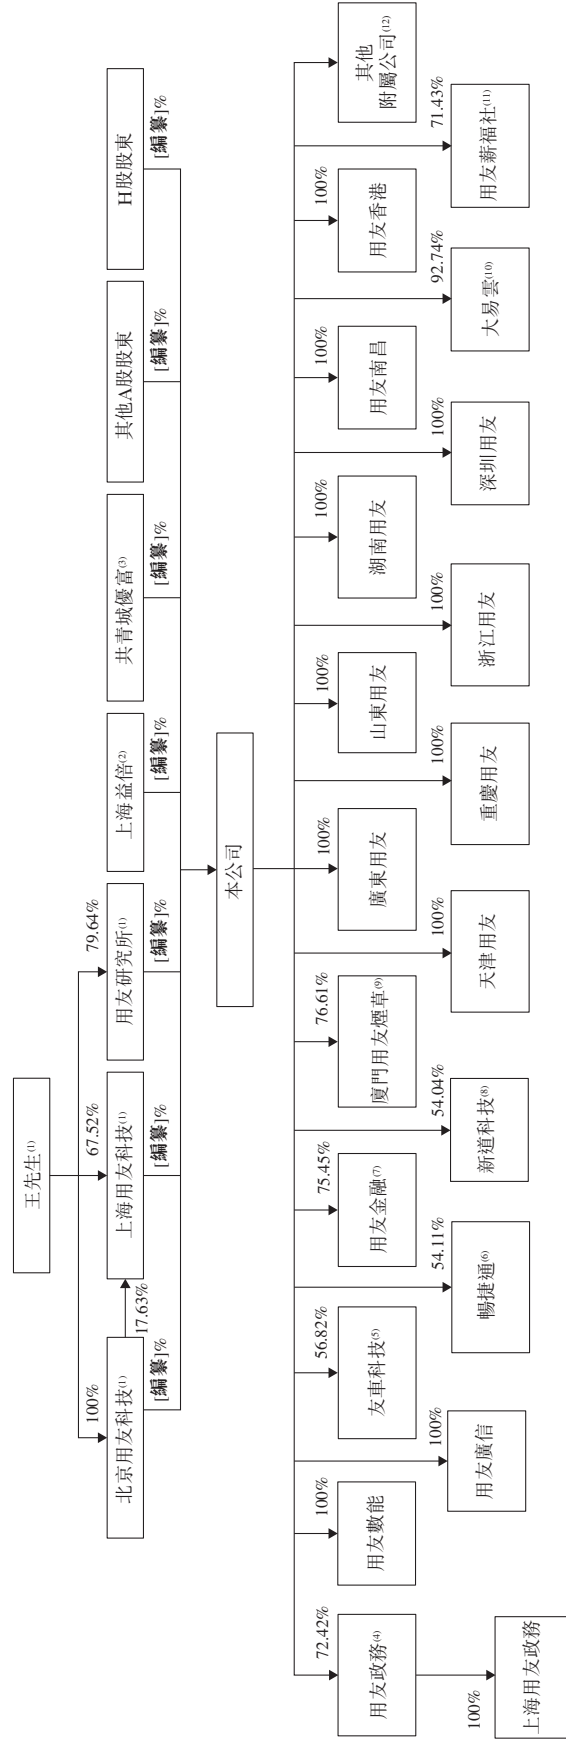 王先生(1)
100%
67.52%
79.64%
北京用友科技(1)
17.63%
上海用友科技(1)
用友研究所(1)
上海益倍(2)
共青城優富(3)
其他A股股東
H股股東
[編纂]%
[編纂]%
[編纂]%
[編纂]%
[編纂]%
[編纂]%
[編纂]%
本公司
72.42%
100%
56.82%
75.45%
76.61%
100%
100%
100%
100%
100%
用友政務(4)
用友數能
友車科技(5)
用友金融(7)
廈門用友煙草(9)
廣東用友
山東用友
湖南用友
用友南昌
用友香港
其他
附屬公司(12)
100%
54.11%
54.04%
100%
100%
100%
100%
92.74%
71.43%
用友廣信
暢捷通(6)
新道科技(8)
天津用友
重慶用友
浙江用友
深圳用友
大易雲(10)
用友薪福社(11)
100%
上海用友政務